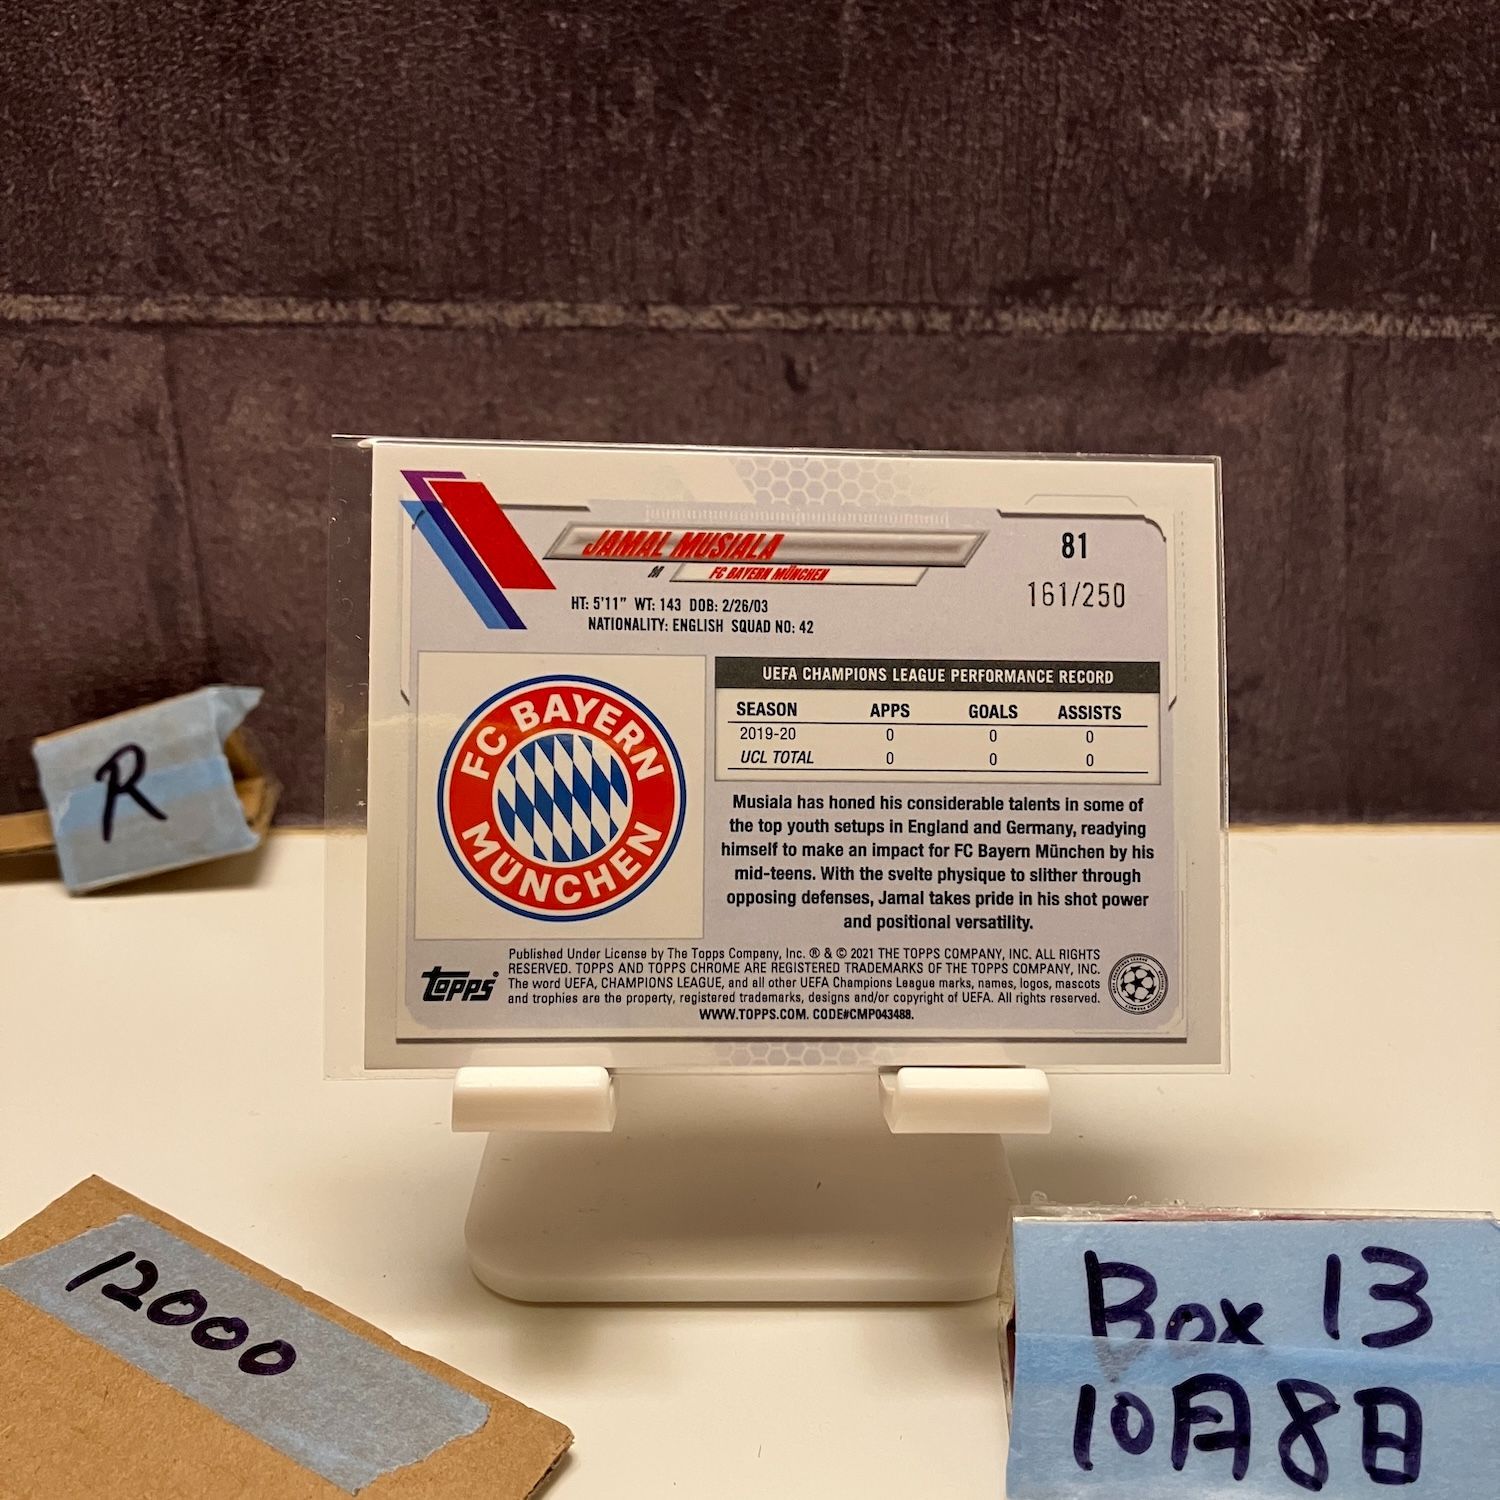 JAMAL MUSIALA
M FC BAYERN MÜNCHEN
81
161/250
HT: 5'11" WT: 143 DOB: 2/26/03
NATIONALITY: ENGLISH SQUAD NO: 42
FC BAYERN
MÜNCHEN
UEFA CHAMPIONS LEAGUE PERFORMANCE RECORD
SEASON APPS GOALS ASSISTS
2019-20 0 0 0
UCL TOTAL 0 0 0
Musiala has honed his considerable talents in some of
the top youth setups in England and Germany, readying
himself to make an impact for FC Bayern München by his
mid-teens. With the svelte physique to slither through
opposing defenses, Jamal takes pride in his shot power
and positional versatility.
topps
Published Under License by The Topps Company, Inc. ® & © 2021 THE TOPPS COMPANY, INC. ALL RIGHTS
RESERVED. TOPPS AND TOPPS CHROME ARE REGISTERED TRADEMARKS OF THE TOPPS COMPANY, INC.
The word UEFA, CHAMPIONS LEAGUE, and all other UEFA Champions League marks, names, logos, mascots
and trophies are the property, registered trademarks, designs and/or copyright of UEFA. All rights reserved.
WWW.TOPPS.COM. CODE#CMP043488.
R
12000
Box 13
10月8日